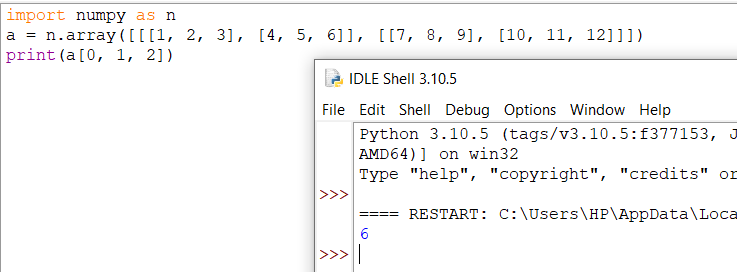 import numpy as n
a = n.array([[[1, 2, 3], [4, 5, 6]], [[7, 8, 9], [10, 11, 12]]])
print(a[0, 1, 2])
IDLE Shell 3.10.5
File Edit Shell Debug Options Window Help
Python 3.10.5 (tags/v3.10.5:f377153, J
AMD64)] on win32
Type "help", "copyright", "credits" or
>>>
==== RESTART: C:\Users\HP\AppData\Loca
6
>>>